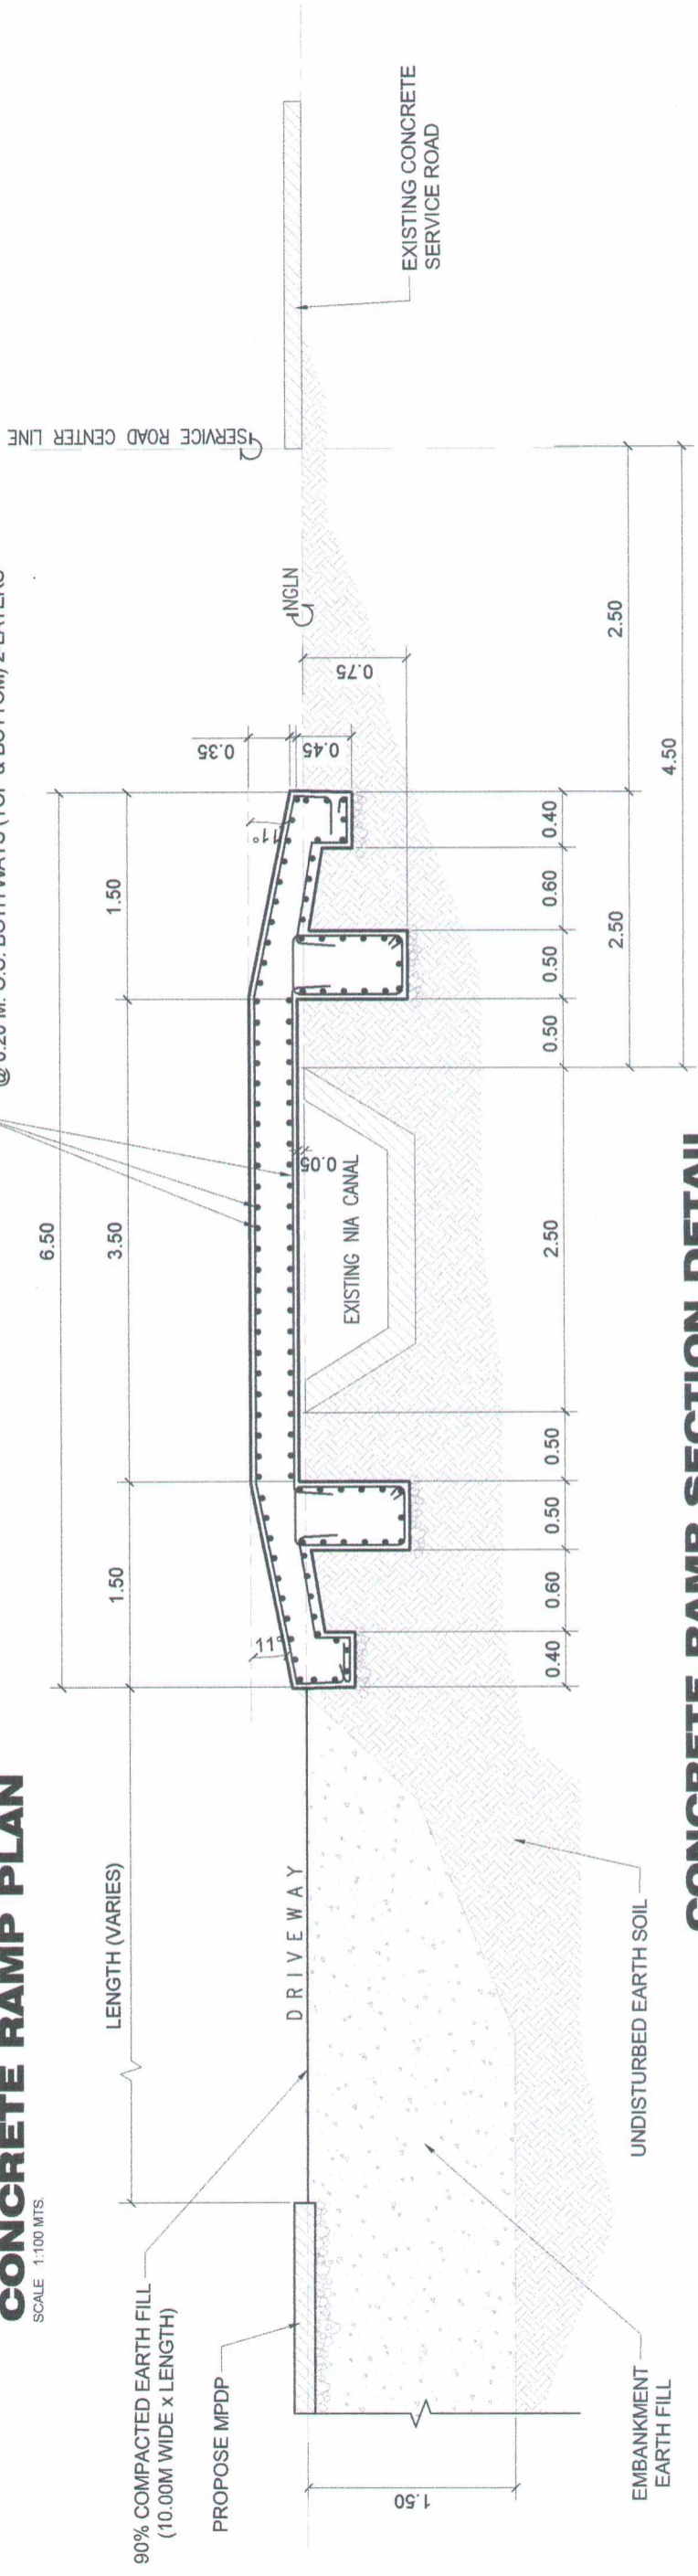 CONCRETE RAMP PLAN
SCALE 1:100 MTS.
@ 0.20 M. O.C. BOTHWAYS (TOP & BOTTOM) 2-LAYERS
SERVICE ROAD CENTER LINE
6.50
LENGTH (VARIES)
1.50
3.50
1.50
90% COMPACTED EARTH FILL
(10.00M WIDE x LENGTH)
PROPOSE MPDP
DRIVEWAY
11°
11°
0.35
0.45
0.75
NGLN
0.05
EXISTING NIA CANAL
EXISTING CONCRETE
SERVICE ROAD
1.50
0.40
0.60
0.50
0.50
2.50
0.50
0.50
0.60
0.40
2.50
2.50
4.50
EMBANKMENT
EARTH FILL
UNDISTURBED EARTH SOIL
CONCRETE RAMP SECTION DETAIL